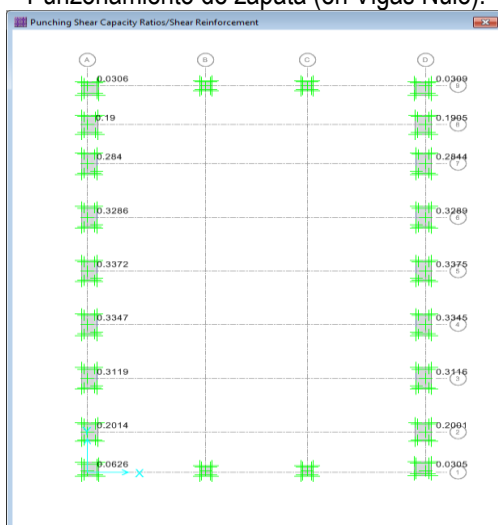 Punzonamiento de zapata (en Vigas Nulo).
Punching Shear Capacity Ratios/Shear Reinforcement
A B C D
0.0306 0.0309 9
0.19 0.1905 8
0.284 0.2844 7
0.3286 0.3289 6
0.3372 0.3375 5
0.3347 0.3345 4
0.3119 0.3116 3
0.2014 0.2001 2
0.0626 X 0.0305 1